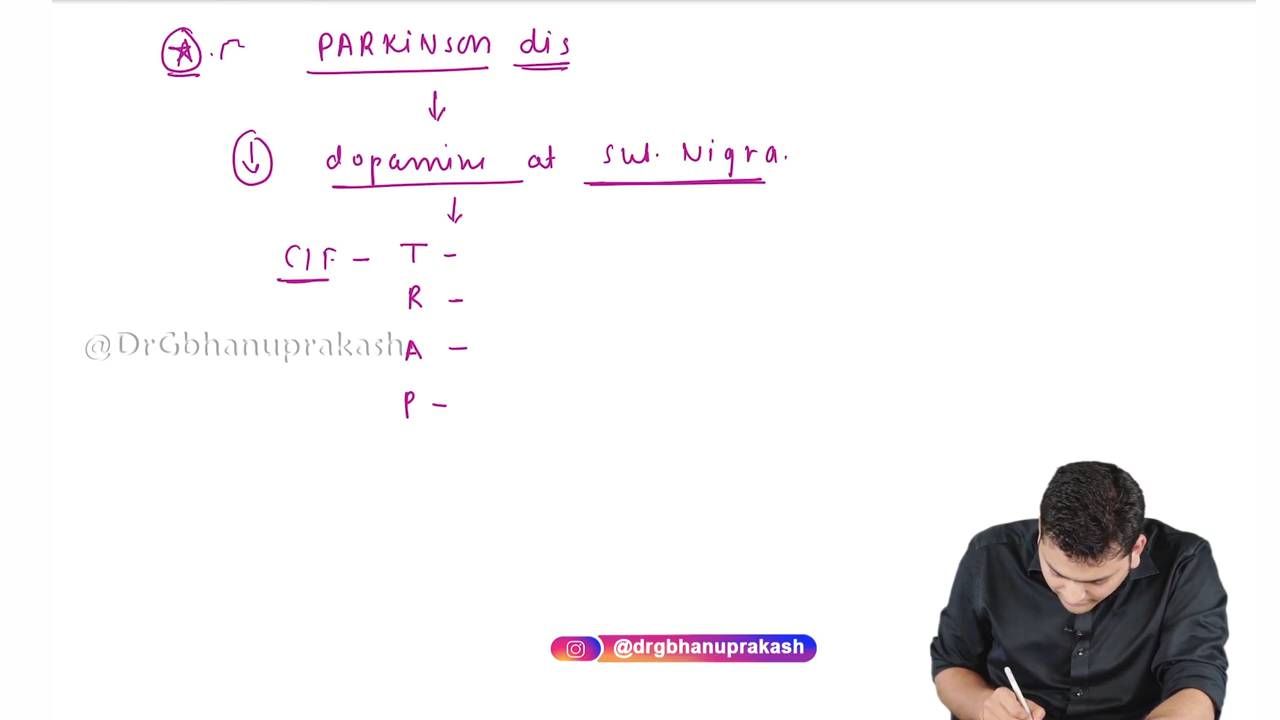 PARKINSON dis
↓
↓ dopamine at sub. Nigra.
↓
C/F - T -
R -
@DrGbhanuprakash
A -
P -
@drgbhanuprakash